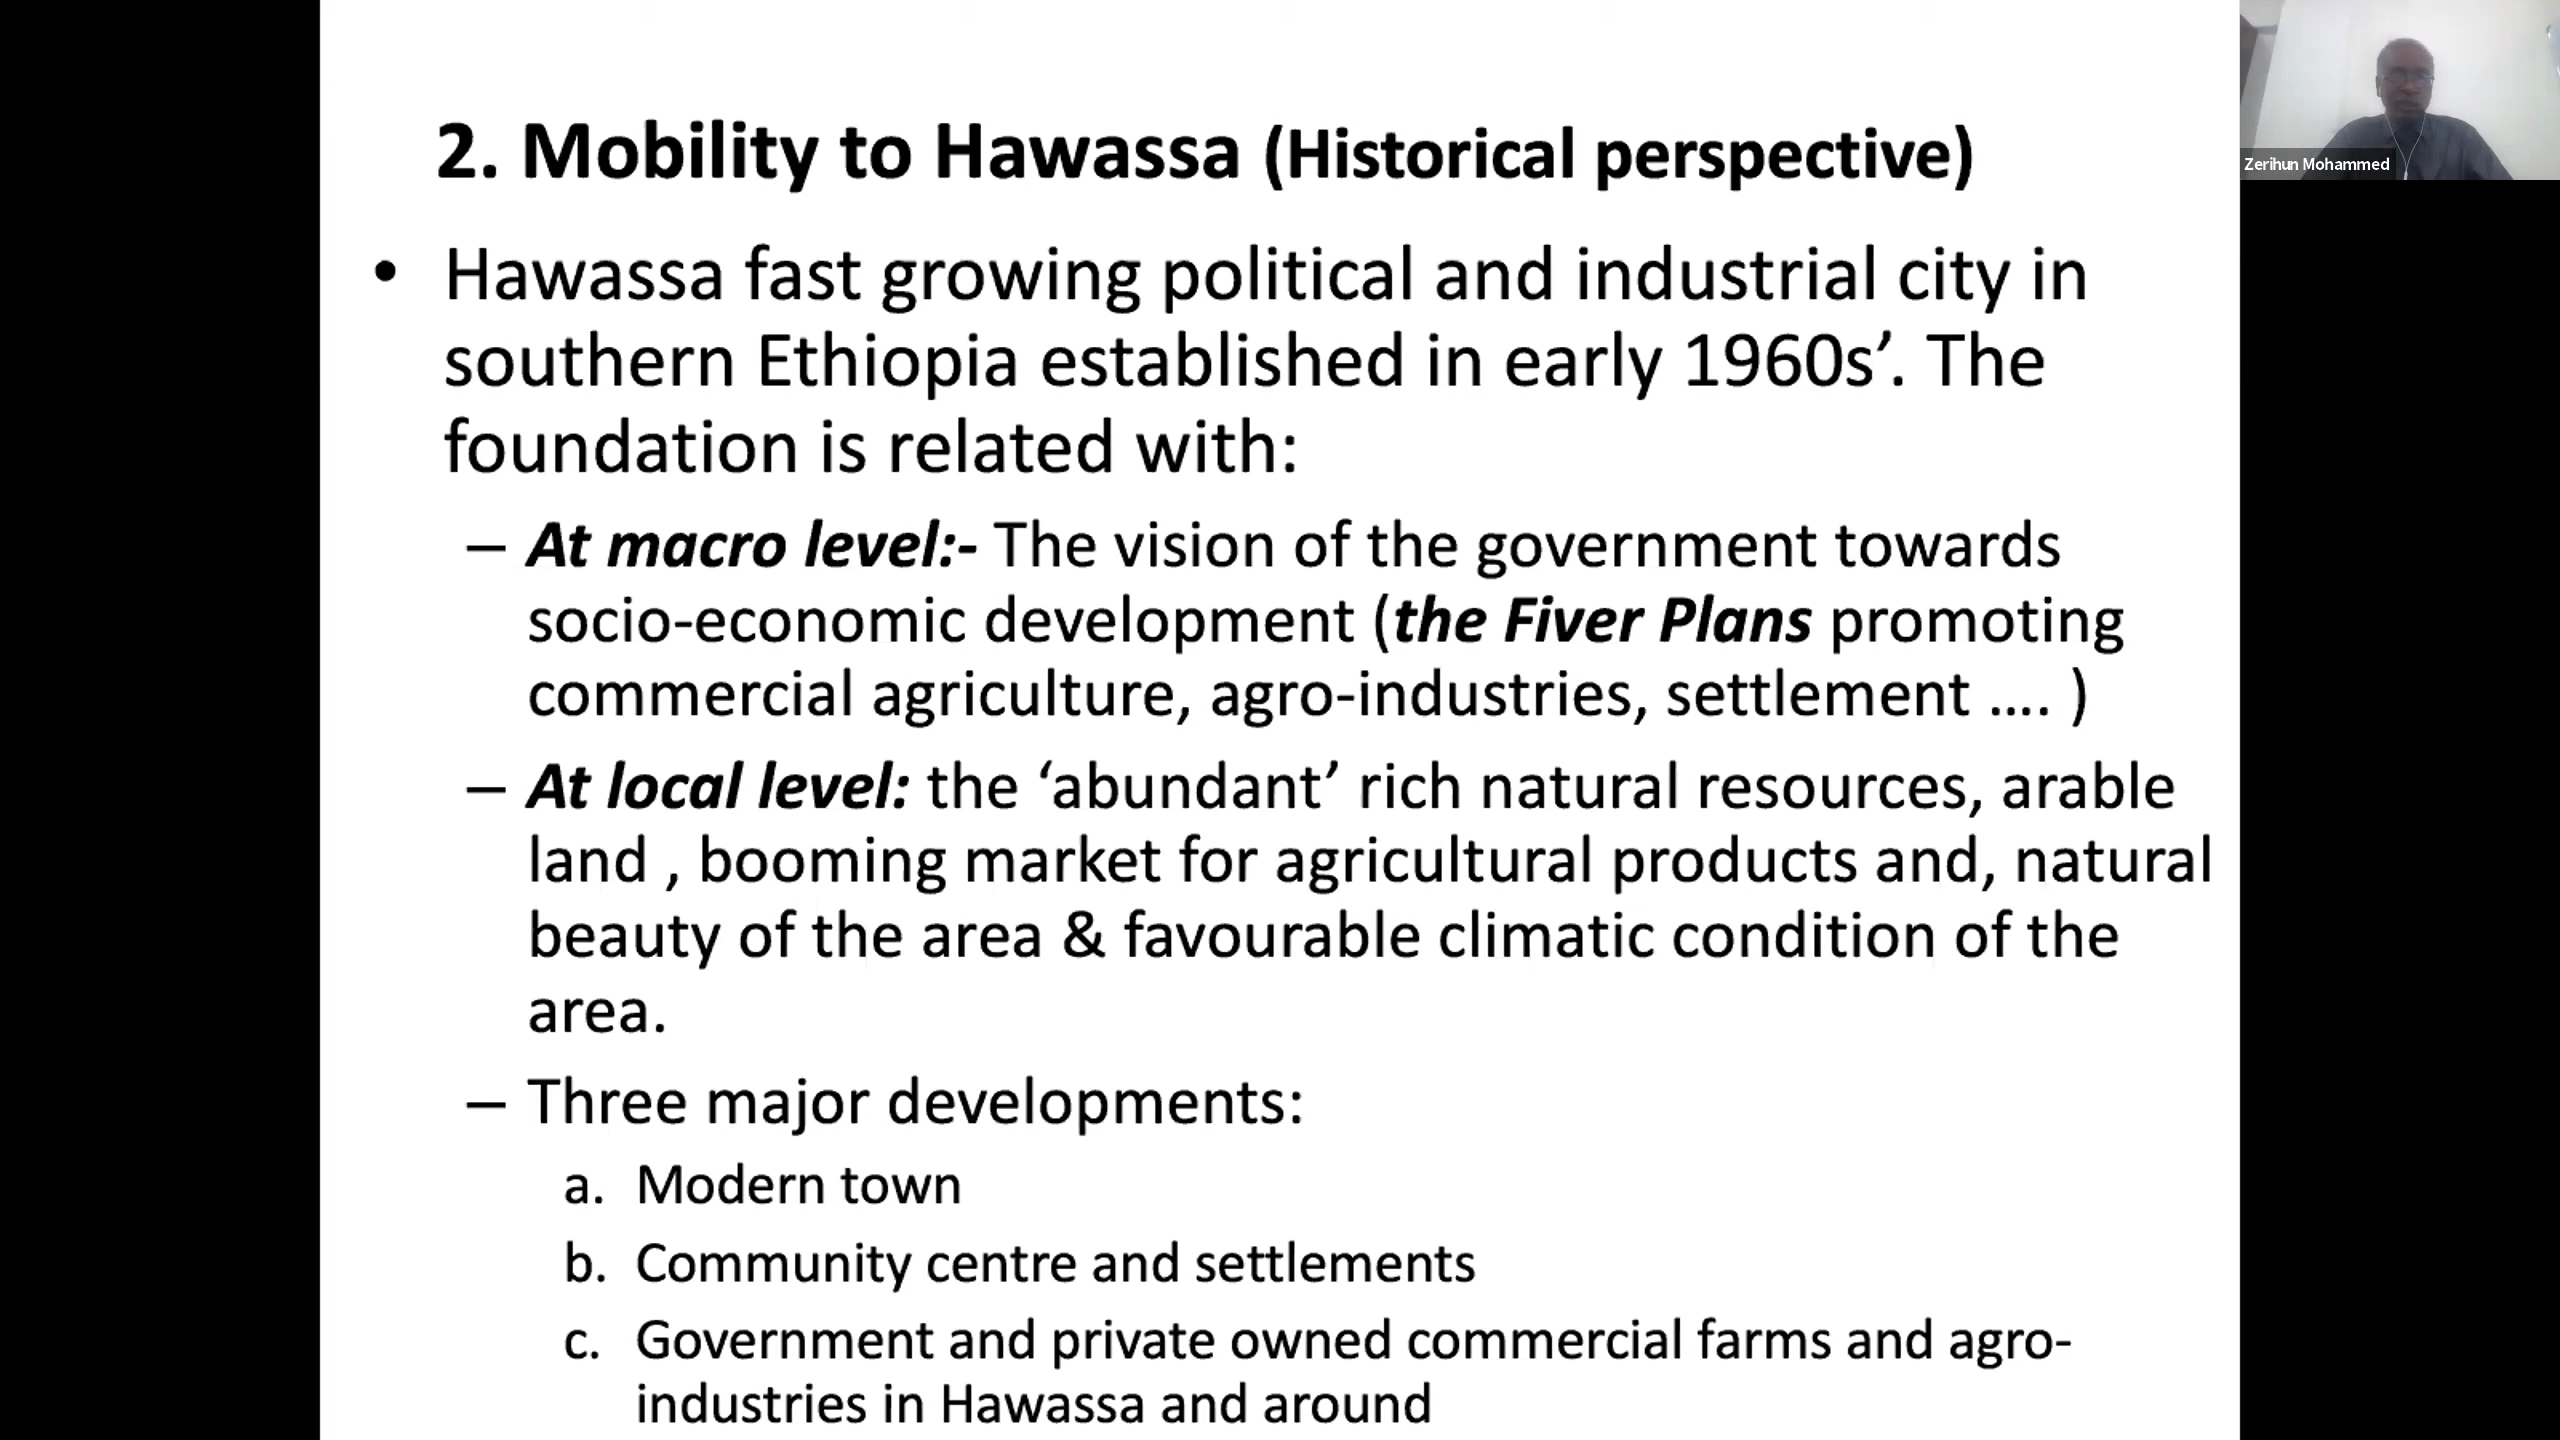 2. Mobility to Hawassa (Historical perspective)
• Hawassa fast growing political and industrial city in
southern Ethiopia established in early 1960s’. The
foundation is related with:
– At macro level:- The vision of the government towards
socio-economic development (the Fiver Plans promoting
commercial agriculture, agro-industries, settlement .... )
– At local level: the ‘abundant’ rich natural resources, arable
land , booming market for agricultural products and, natural
beauty of the area & favourable climatic condition of the
area.
– Three major developments:
a. Modern town
b. Community centre and settlements
c. Government and private owned commercial farms and agro-
industries in Hawassa and around
Zerihun Mohammed